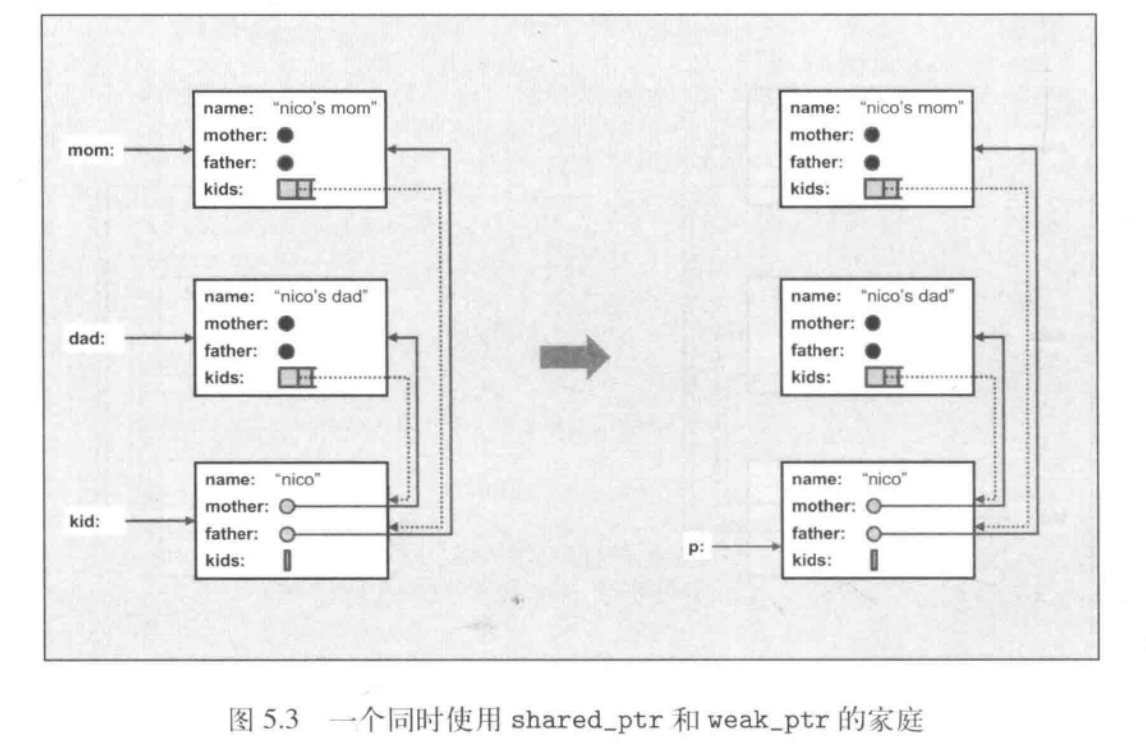 name: “nico’s mom”
mother:
father:
kids:
mom:
name: “nico’s dad”
mother:
father:
kids:
dad:
name: “nico”
mother:
father:
kids:
kid:
name: “nico’s mom”
mother:
father:
kids:
name: “nico’s dad”
mother:
father:
kids:
name: “nico”
mother:
father:
kids:
p:
图 5.3 一个同时使用 shared_ptr 和 weak_ptr 的家庭